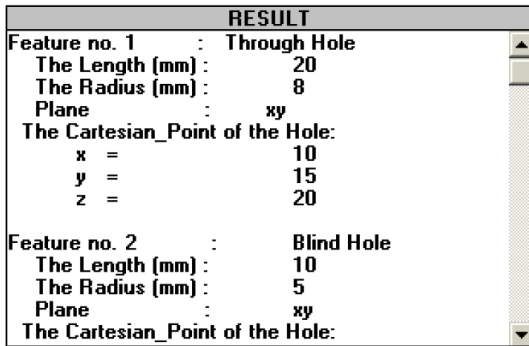 RESULT
Feature no. 1 : Through Hole
The Length (mm) : 20
The Radius (mm) : 8
Plane : xy
The Cartesian_Point of the Hole:
x = 10
y = 15
z = 20
Feature no. 2 : Blind Hole
The Length (mm) : 10
The Radius (mm) : 5
Plane : xy
The Cartesian_Point of the Hole: